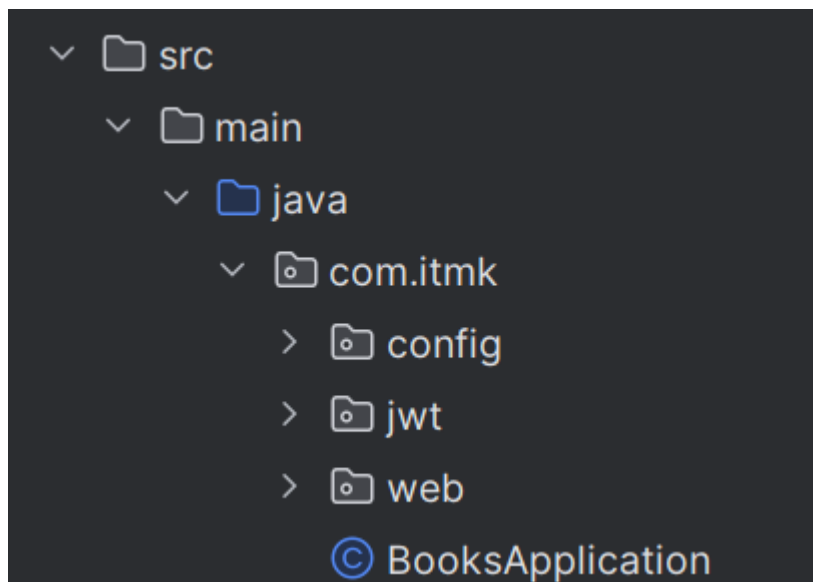 src
main
java
com.itmk
config
jwt
web
BooksApplication